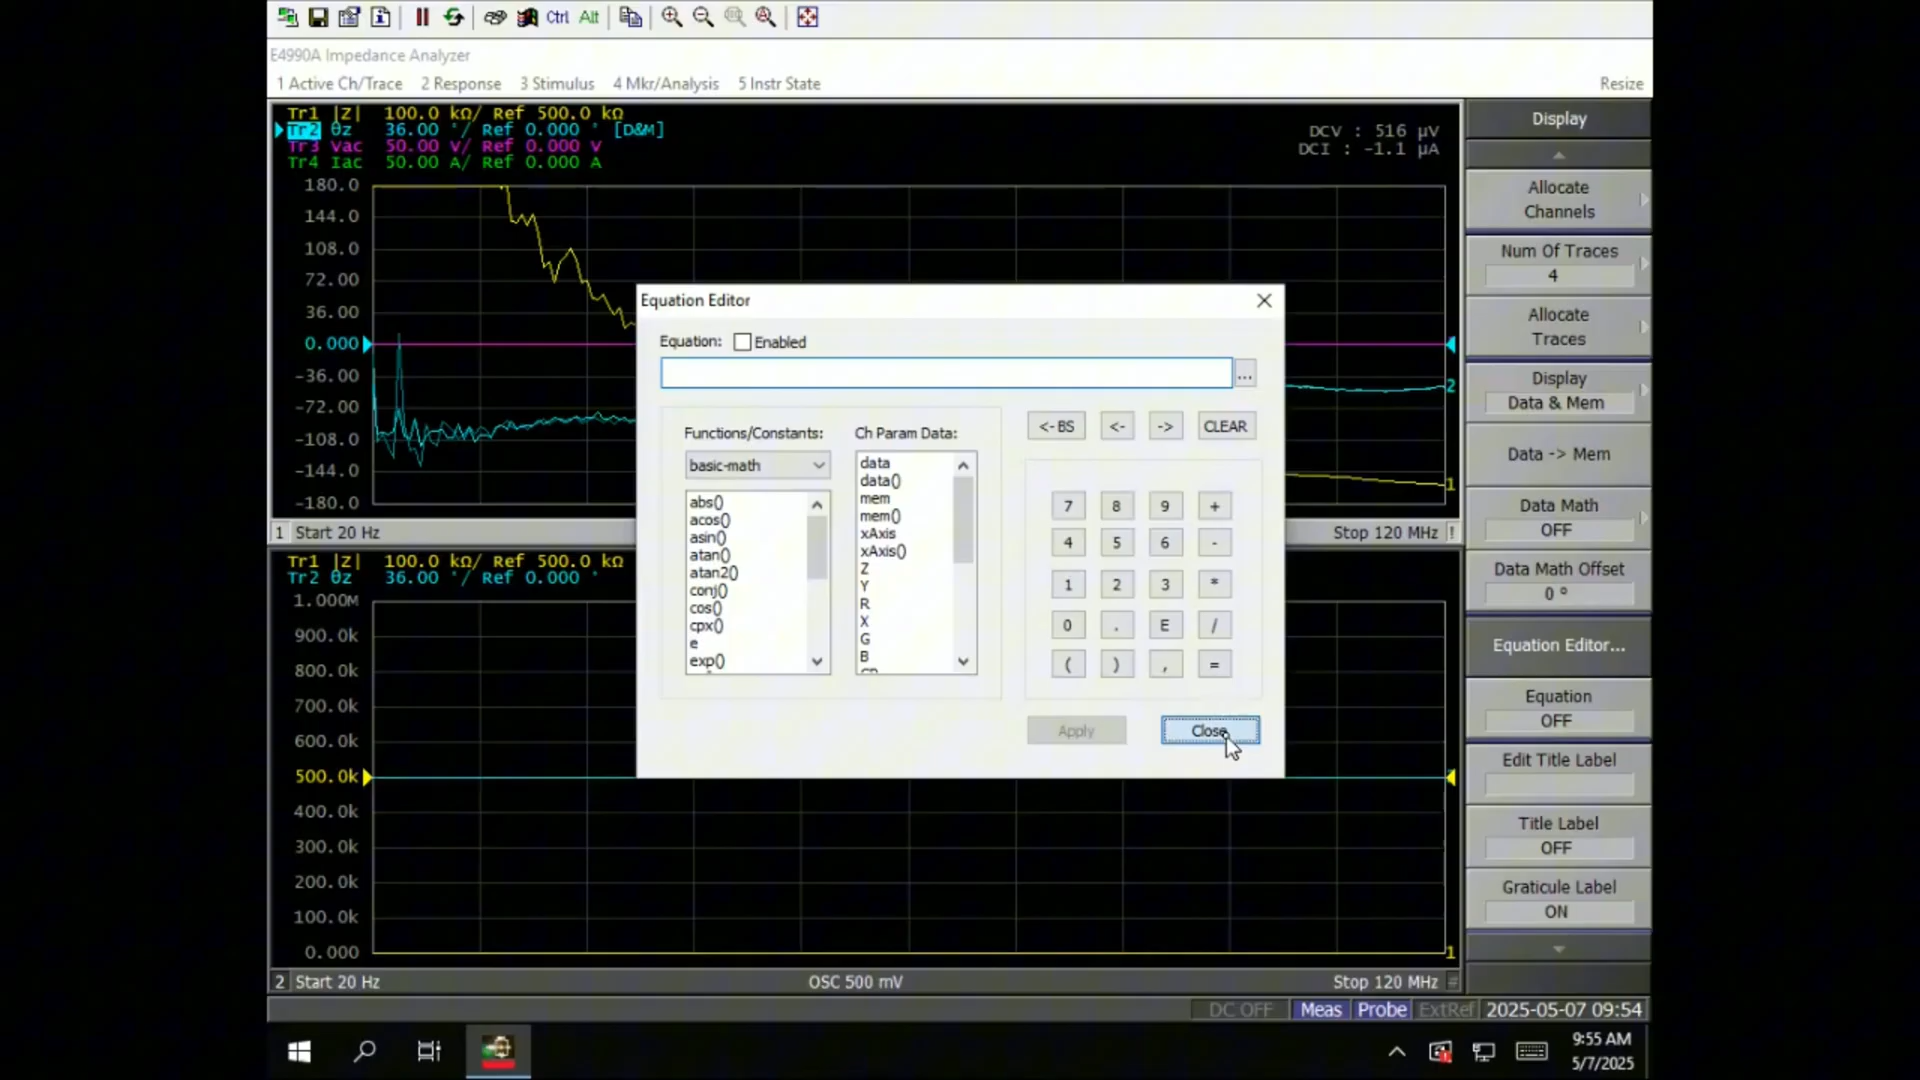 Ctrl Alt
E4990A Impedance Analyzer
1 Active Ch/Trace 2 Response 3 Stimulus 4 Mkr/Analysis 5 Instr State Resize
Tr1 |Z| 100.0 kΩ/ Ref 500.0 kΩ
Tr2 θz 36.00 °/ Ref 0.000 ° [D&M]
Tr3 Vac 50.00 V/ Ref 0.000 V
Tr4 Iac 50.00 A/ Ref 0.000 A
DCV : 516 µV
DCI : -1.1 µA
180.0
144.0
108.0
72.00
36.00
0.000
-36.00
-72.00
-108.0
-144.0
-180.0
2
1
1 Start 20 Hz Stop 120 MHz !
Tr1 |Z| 100.0 kΩ/ Ref 500.0 kΩ
Tr2 θz 36.00 °/ Ref 0.000 °
1.000M
900.0k
800.0k
700.0k
600.0k
500.0k
400.0k
300.0k
200.0k
100.0k
0.000
1
2 Start 20 Hz OSC 500 mV Stop 120 MHz #
Equation Editor
Equation: Enabled
...
Functions/Constants: Ch Param Data:
basic-math
abs()
acos()
asin()
atan()
atan2()
conj()
cos()
cpx()
e
exp()
data
data()
mem
mem()
xAxis
xAxis()
Z
Y
R
X
G
B
<-BS <- -> CLEAR
7 8 9 +
4 5 6 -
1 2 3 *
0 . E /
( ) , =
Apply Close
Display
Allocate
Channels
Num Of Traces
4
Allocate
Traces
Display
Data & Mem
Data -> Mem
Data Math
OFF
Data Math Offset
0 °
Equation Editor...
Equation
OFF
Edit Title Label
Title Label
OFF
Graticule Label
ON
DC OFF Meas Probe ExtRef 2025-05-07 09:54
9:55 AM
5/7/2025